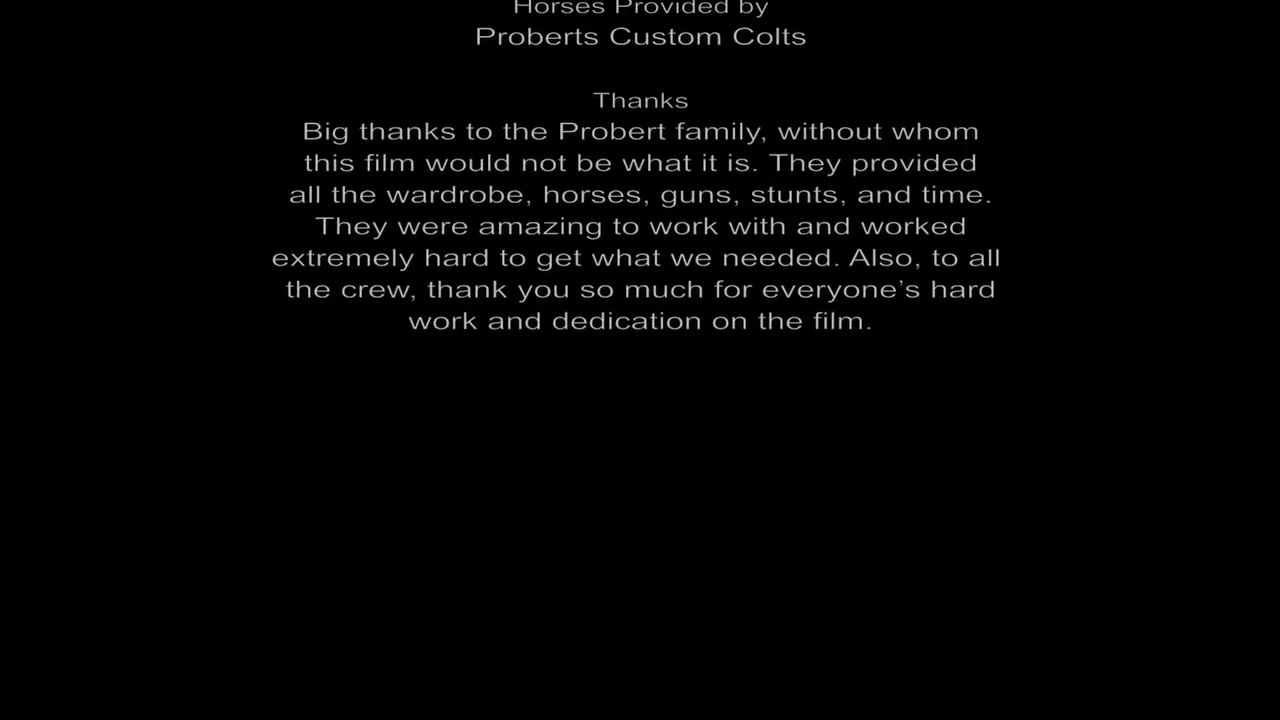 Horses Provided by
Proberts Custom Colts
Thanks
Big thanks to the Probert family, without whom
this film would not be what it is. They provided
all the wardrobe, horses, guns, stunts, and time.
They were amazing to work with and worked
extremely hard to get what we needed. Also, to all
the crew, thank you so much for everyone’s hard
work and dedication on the film.